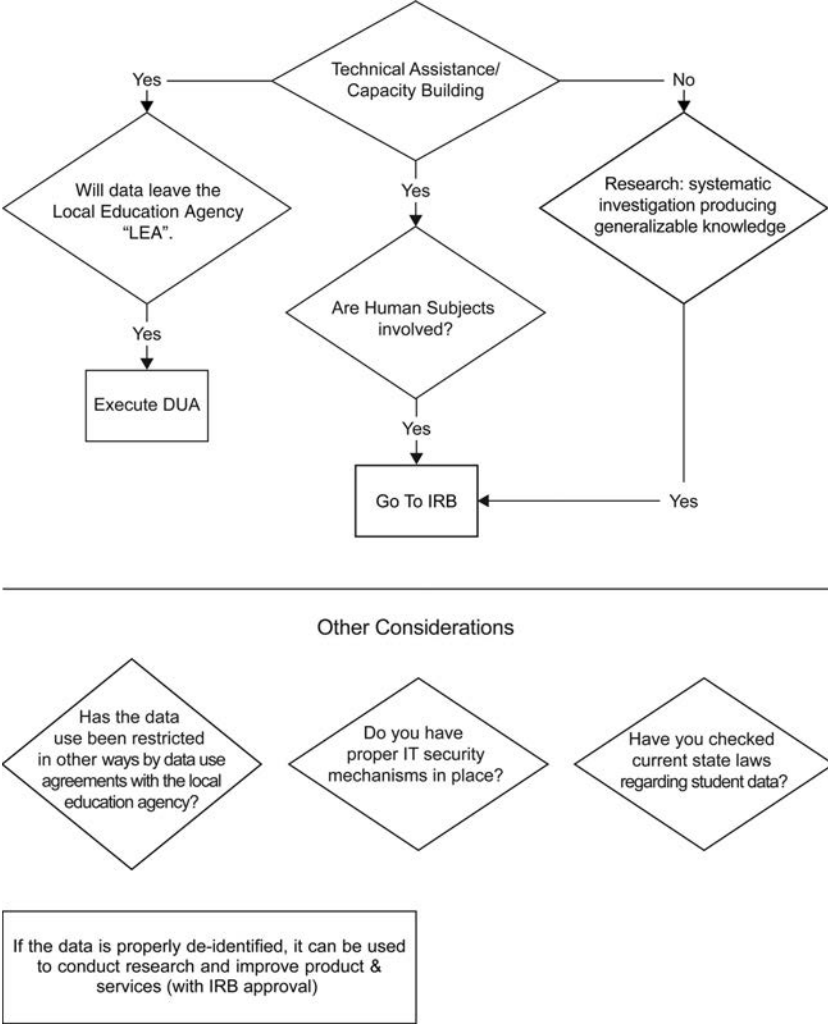 Technical Assistance/
Capacity Building
Yes
No
Will data leave the
Local Education Agency
“LEA”.
Yes
Research: systematic
investigation producing
generalizable knowledge
Are Human Subjects
involved?
Yes
Execute DUA
Yes
Go To IRB
Yes
Other Considerations
Has the data
use been restricted
in other ways by data use
agreements with the local
education agency?
Do you have
proper IT security
mechanisms in place?
Have you checked
current state laws
regarding student data?
If the data is properly de-identified, it can be used
to conduct research and improve product &
services (with IRB approval)